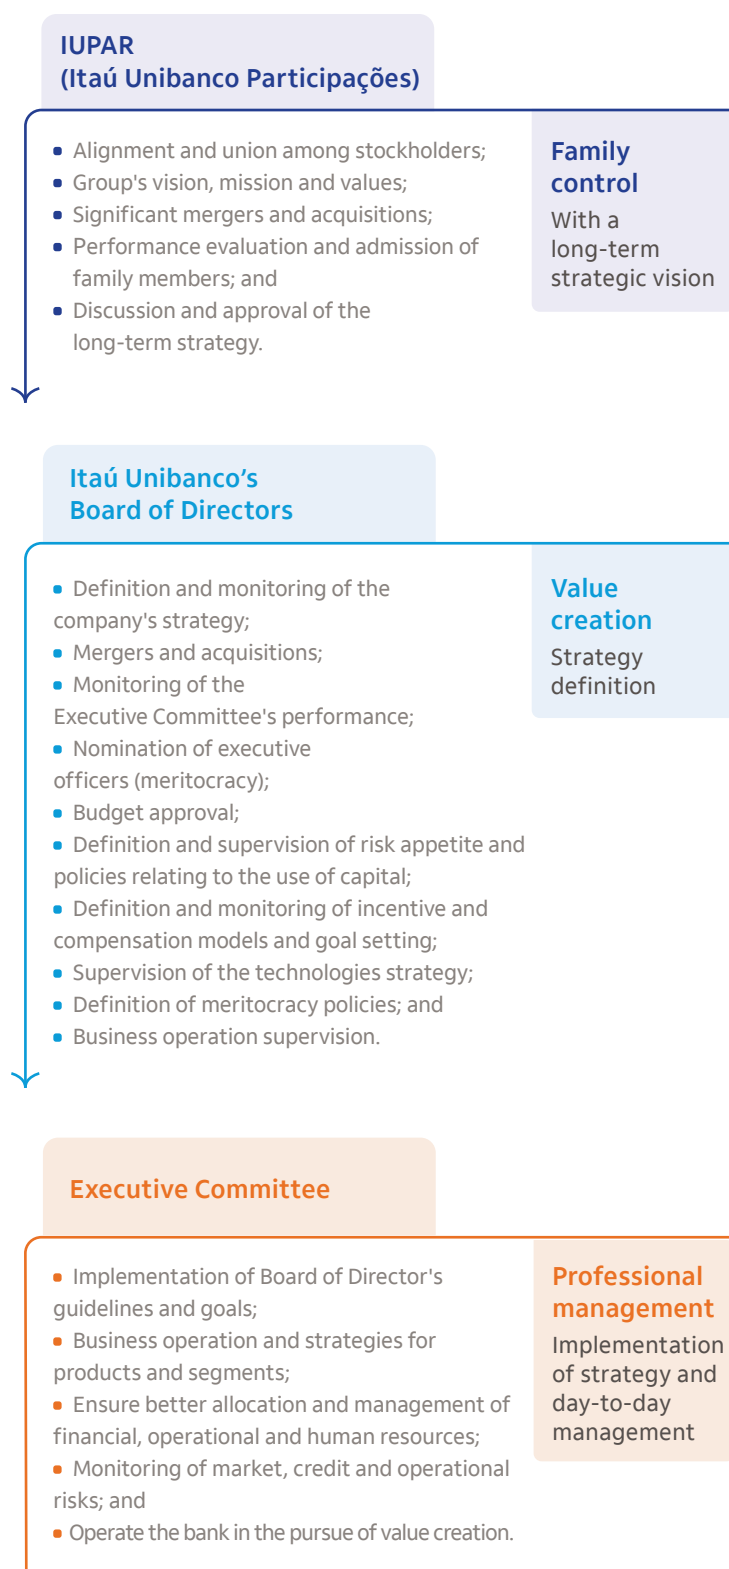 IUPAR
(Itaú Unibanco Participações)
• Alignment and union among stockholders;
• Group's vision, mission and values;
• Significant mergers and acquisitions;
• Performance evaluation and admission of
family members; and
• Discussion and approval of the
long-term strategy.
Family
control
With a
long-term
strategic vision
Itaú Unibanco’s
Board of Directors
• Definition and monitoring of the
company's strategy;
• Mergers and acquisitions;
• Monitoring of the
Executive Committee's performance;
• Nomination of executive
officers (meritocracy);
• Budget approval;
• Definition and supervision of risk appetite and
policies relating to the use of capital;
• Definition and monitoring of incentive and
compensation models and goal setting;
• Supervision of the technologies strategy;
• Definition of meritocracy policies; and
• Business operation supervision.
Value
creation
Strategy
definition
Executive Committee
• Implementation of Board of Director's
guidelines and goals;
• Business operation and strategies for
products and segments;
• Ensure better allocation and management of
financial, operational and human resources;
• Monitoring of market, credit and operational
risks; and
• Operate the bank in the pursue of value creation.
Professional
management
Implementation
of strategy and
day-to-day
management